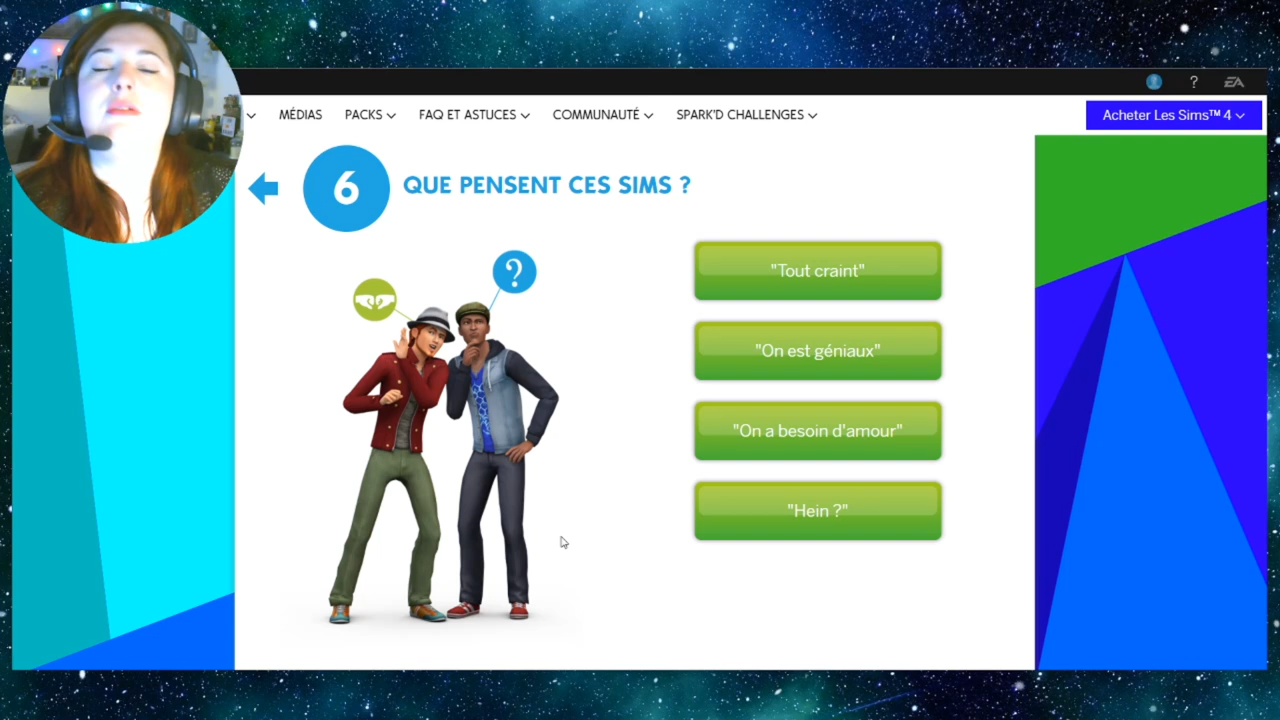 ? EA
MÉDIAS PACKS FAQ ET ASTUCES COMMUNAUTÉ SPARK'D CHALLENGES Acheter Les Sims™ 4
6 QUE PENSENT CES SIMS ?
?
"Tout craint"
"On est géniaux"
"On a besoin d'amour"
"Hein ?"